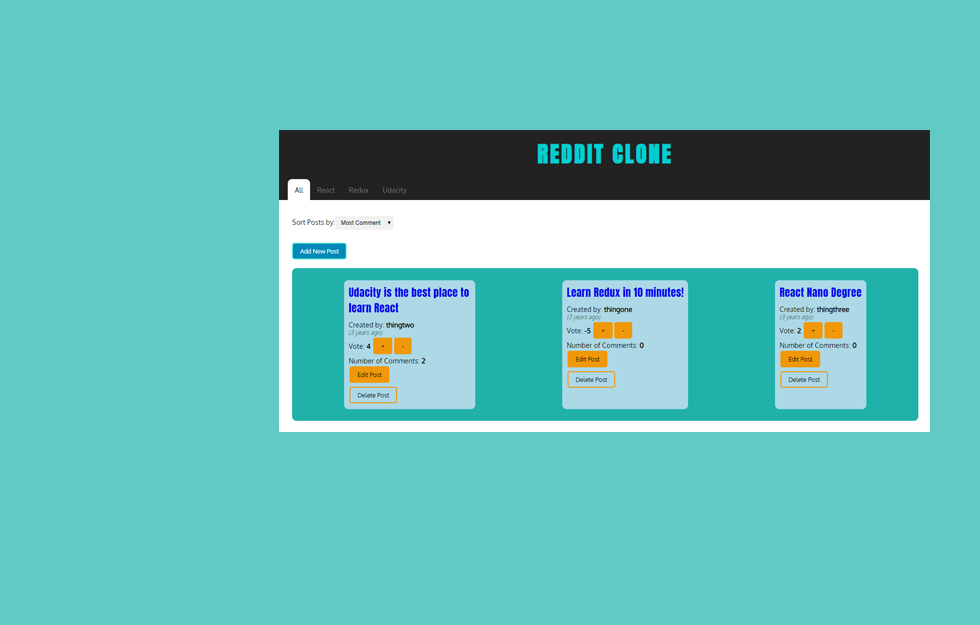 REDDIT CLONE
All React Redux Udacity
Sort Posts by: Most Comment
Add New Post
Udacity is the best place to
learn React
Created by: thingtwo
(3 years ago)
Vote: 4 + -
Number of Comments: 2
Edit Post
Delete Post
Learn Redux in 10 minutes!
Created by: thingone
(3 years ago)
Vote: -5 + -
Number of Comments: 0
Edit Post
Delete Post
React Nano Degree
Created by: thingthree
(3 years ago)
Vote: 2 + -
Number of Comments: 0
Edit Post
Delete Post